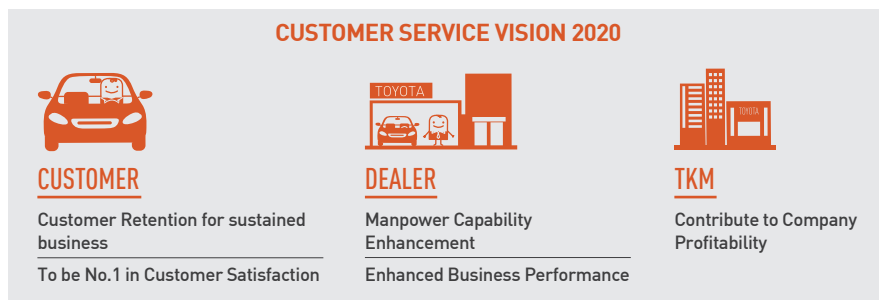 CUSTOMER SERVICE VISION 2020
TOYOTA
TOYOTA
CUSTOMER
Customer Retention for sustained
business
To be No.1 in Customer Satisfaction
DEALER
Manpower Capability
Enhancement
Enhanced Business Performance
TKM
Contribute to Company
Profitability